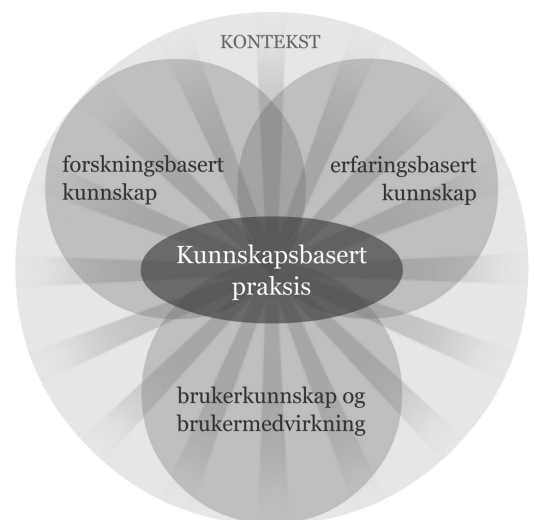 KONTEKST
forskningsbasert
kunnskap
erfaringsbasert
kunnskap
Kunnskapsbasert
praksis
brukerkunnskap og
brukermedvirkning